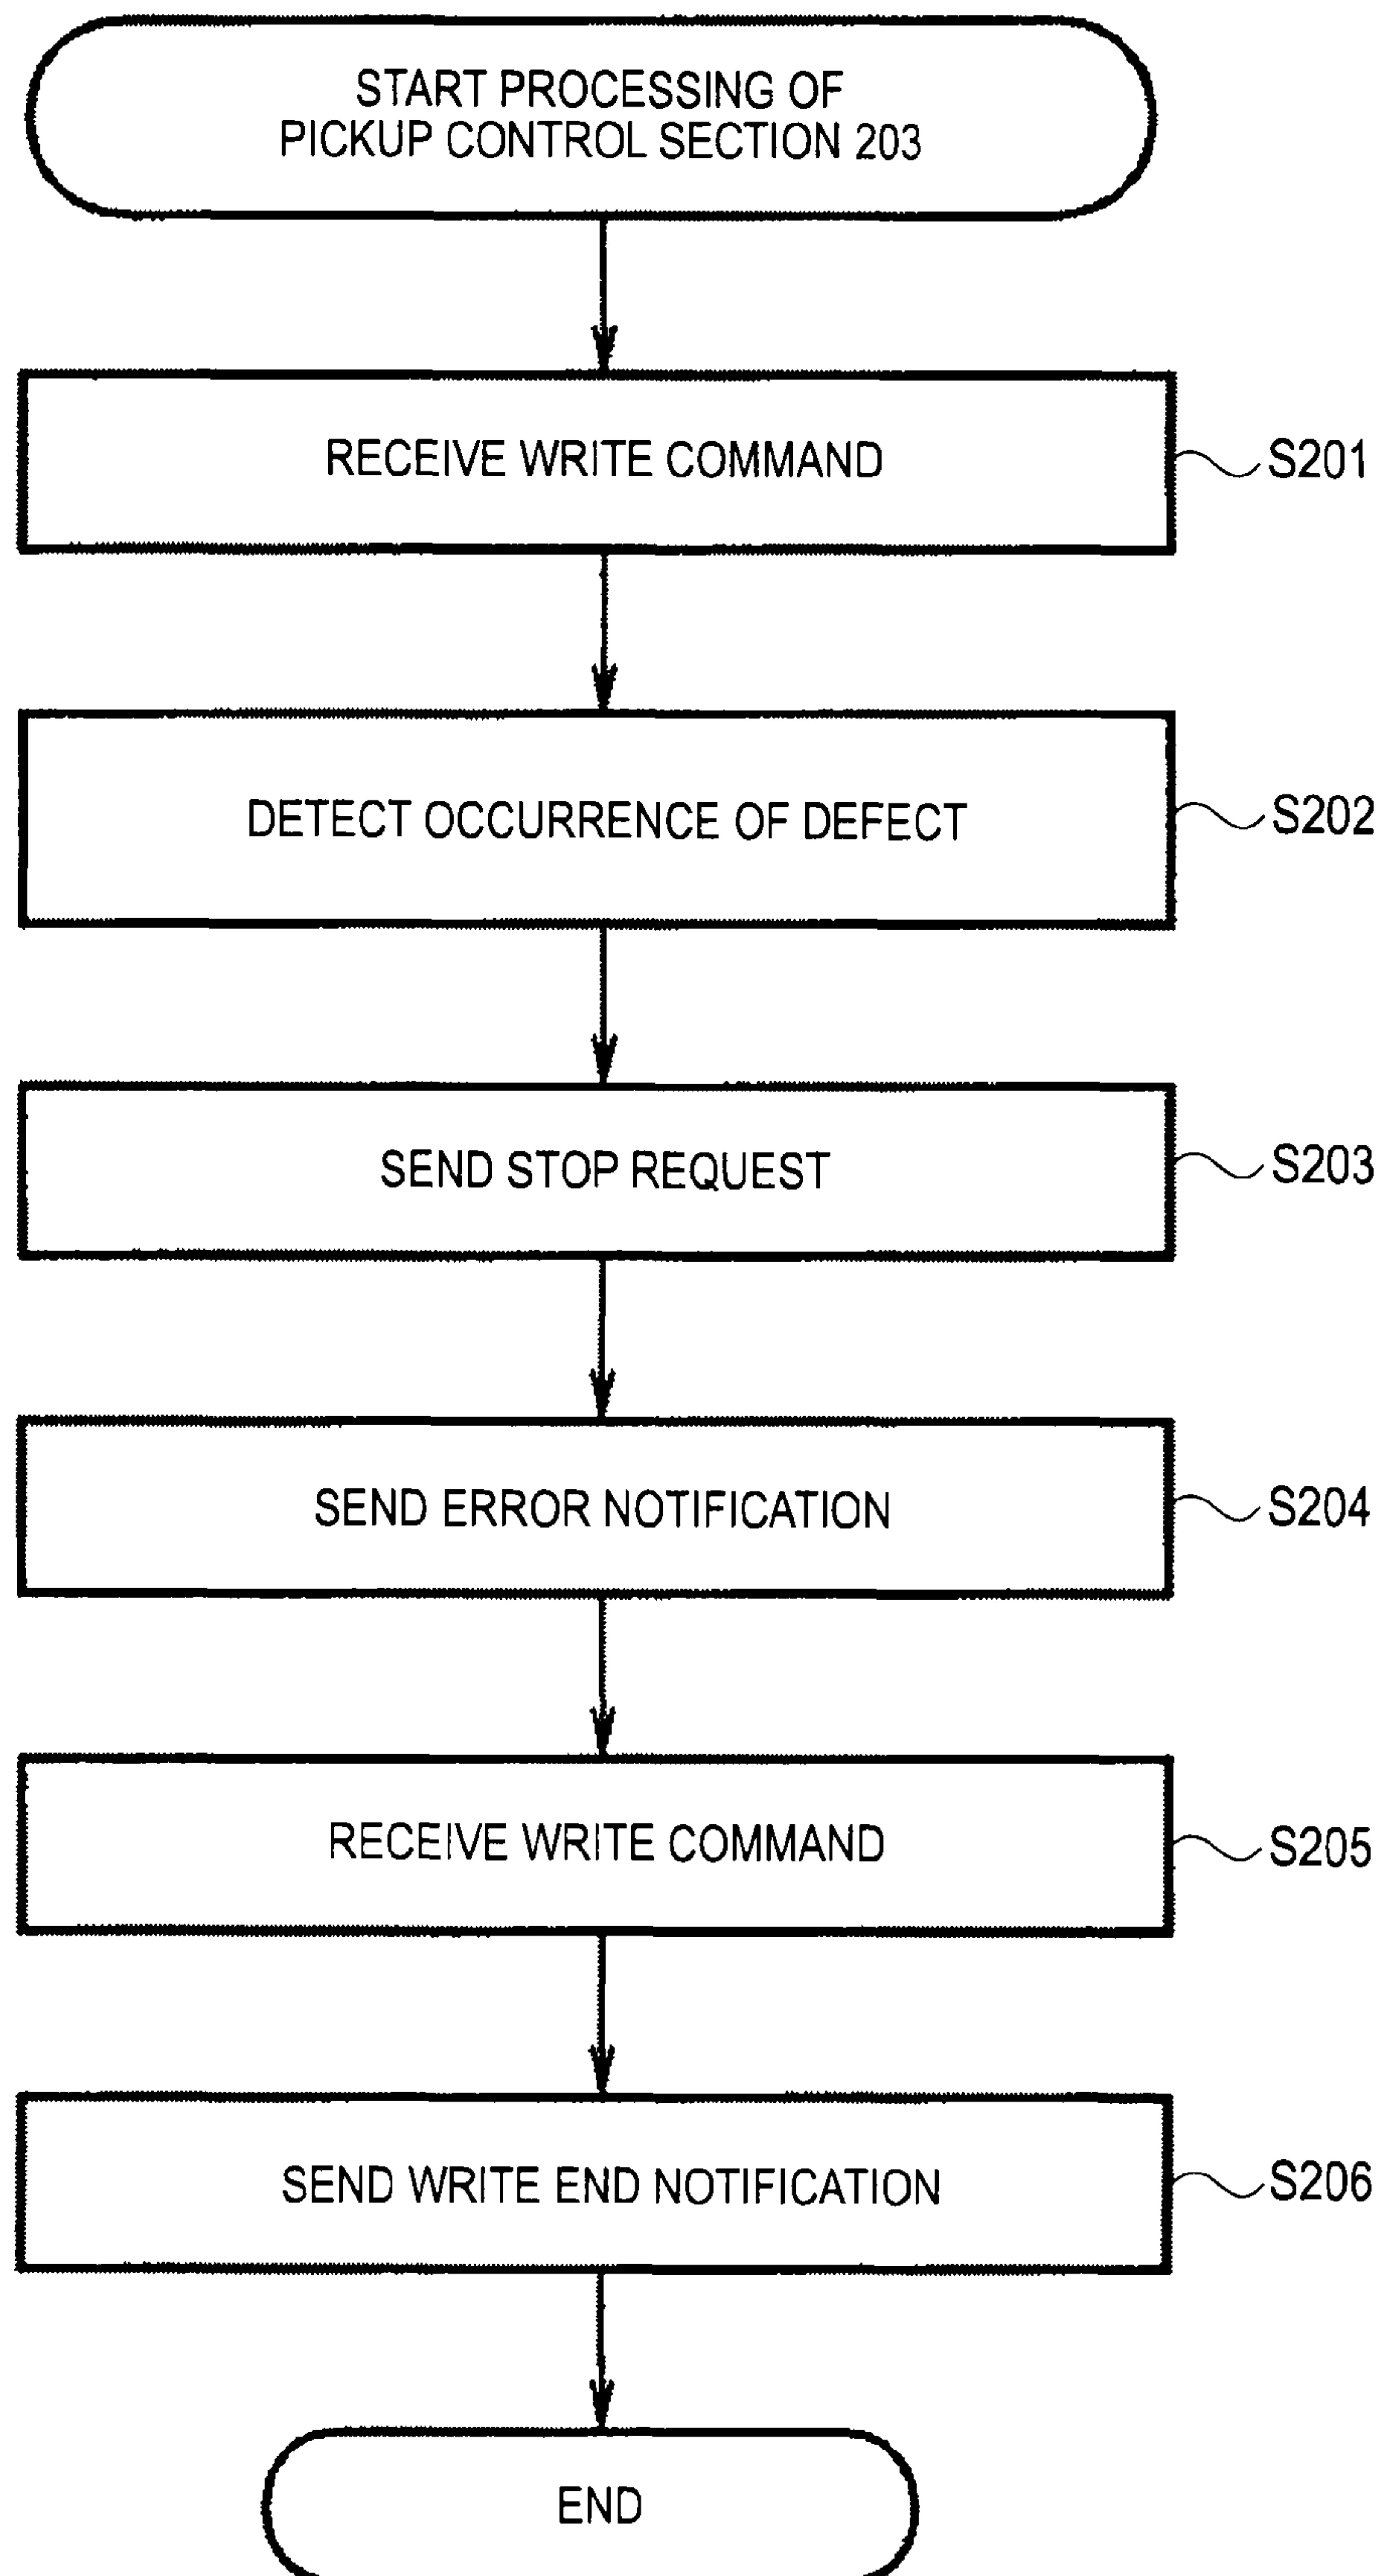 START PROCESSING OF
PICKUP CONTROL SECTION 203
RECEIVE WRITE COMMAND
S201
DETECT OCCURRENCE OF DEFECT
S202
SEND STOP REQUEST
S203
SEND ERROR NOTIFICATION
S204
RECEIVE WRITE COMMAND
S205
SEND WRITE END NOTIFICATION
S206
END